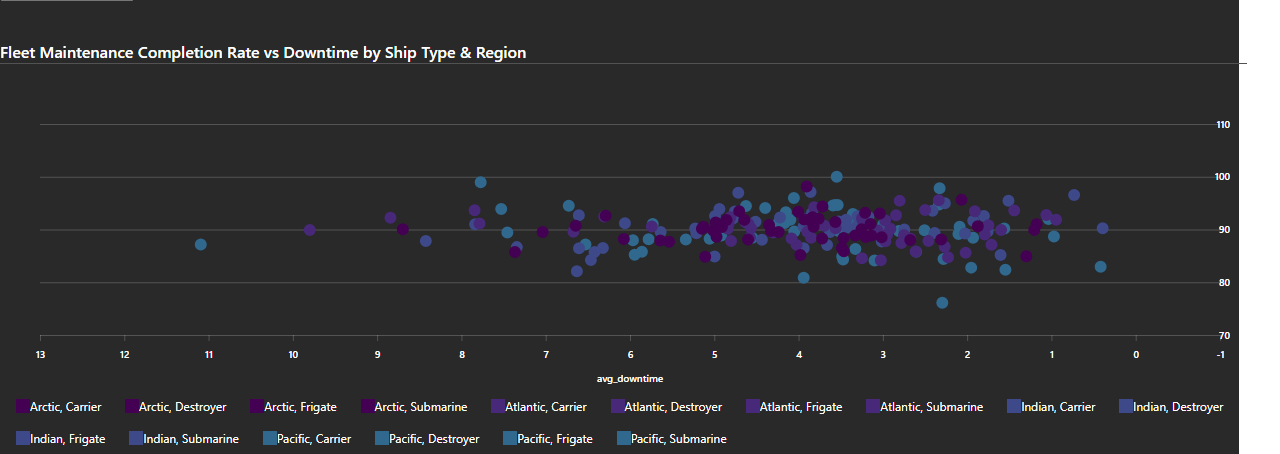 Fleet Maintenance Completion Rate vs Downtime by Ship Type & Region
110
100
90
80
70
13 12 11 10 9 8 7 6 5 4 3 2 1 0 -1
avg_downtime
Arctic, Carrier Arctic, Destroyer Arctic, Frigate Arctic, Submarine Atlantic, Carrier Atlantic, Destroyer Atlantic, Frigate Atlantic, Submarine Indian, Carrier Indian, Destroyer
Indian, Frigate Indian, Submarine Pacific, Carrier Pacific, Destroyer Pacific, Frigate Pacific, Submarine